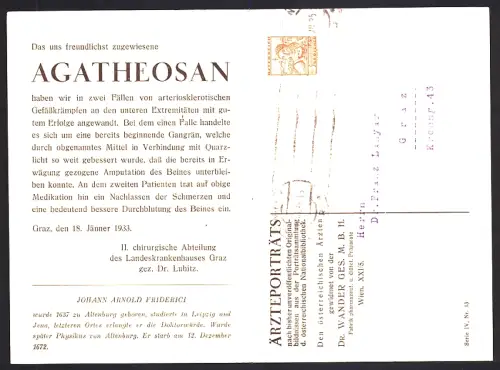 Das uns freundlichst zugewiesene
AGATHEOSAN
haben wir in zwei Fällen von arteriosklerotischen
Gefäßkrämpfen an den unteren Extremitäten mit gu-
tem Erfolge angewandt. Bei dem einen Falle handelte
es sich um eine bereits beginnende Gangrän, welche
durch obgenanntes Mittel in Verbindung mit Quarz-
licht so weit gebessert wurde, daß die bereits in Er-
wägung gezogene Amputation des Beines unterblei-
ben konnte. An dem zweiten Patienten trat auf obige
Medikation hin ein Nachlassen der Schmerzen und
eine bedeutend bessere Durchblutung des Beines ein.
Graz, den 18. Jänner 1933.
II. chirurgische Abteilung
des Landeskrankenhauses Graz
gez. Dr. Lubitz.
JOHANN ARNOLD FRIDERICI
wurde 1637 zu Altenburg geboren, studierte in Leipzig und
Jena, letzteren Ortes erlangte er die Doktorwürde. Wurde
später Physikus von Altenburg. Er starb am 12. Dezember
1672.
ÄRZTEPORTRÄTS
nach bisher unveröffentlichten Original-
bildnissen aus der Porträtsammlung
d. österreichischen Nationalbibliothek.
Den österreichischen Ärzten
gewidmet von der
DR. WANDER GES. M. B. H.
Wien, XXI/5.
Herrn
Dr. Franz
Graz
Serie IV, Nr.